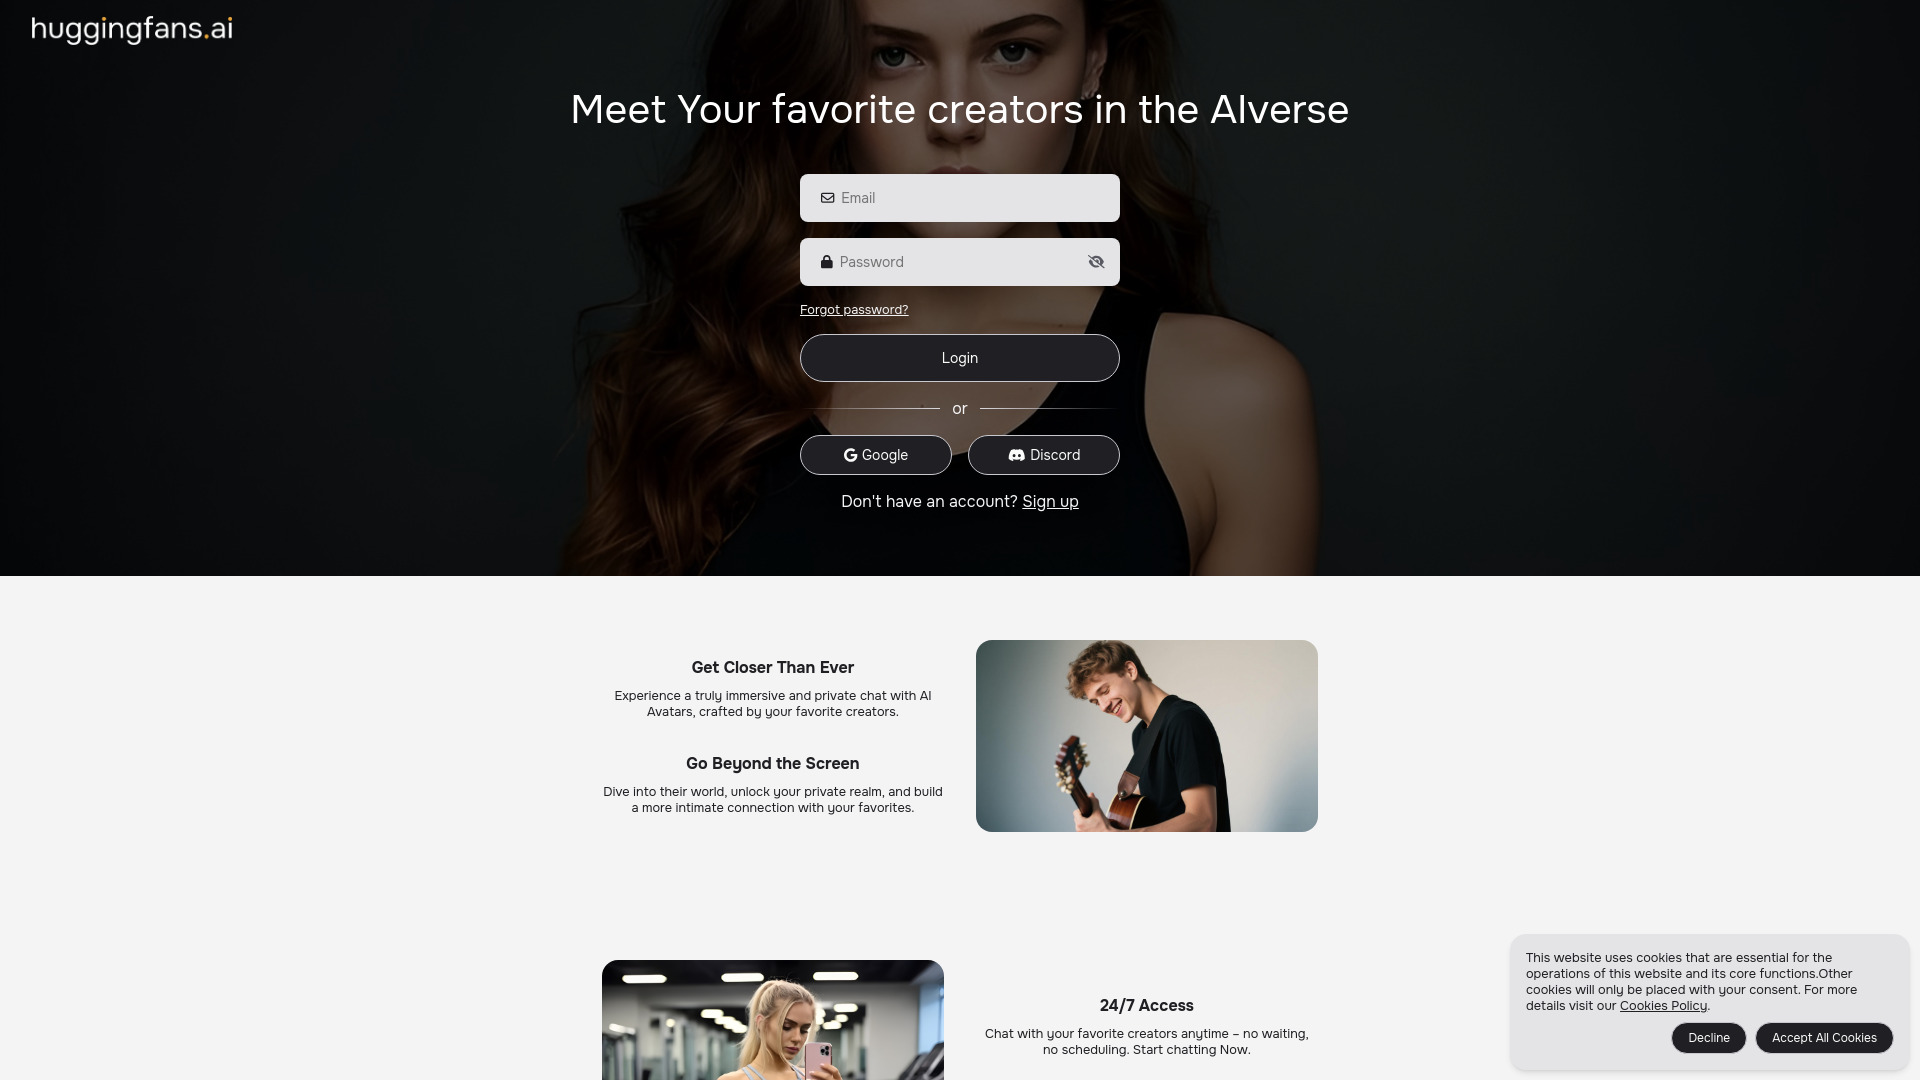 huggingfans.ai
Meet Your favorite creators in the AIverse
Email
Password
Forgot password?
Login
or
Google
Discord
Don't have an account? Sign up
Get Closer Than Ever
Experience a truly immersive and private chat with AI
Avatars, crafted by your favorite creators.
Go Beyond the Screen
Dive into their world, unlock your private realm, and build
a more intimate connection with your favorites.
24/7 Access
Chat with your favorite creators anytime – no waiting,
no scheduling. Start chatting Now.
This website uses cookies that are essential for the
operations of this website and its core functions.Other
cookies will only be placed with your consent. For more
details visit our Cookies Policy.
Decline
Accept All Cookies